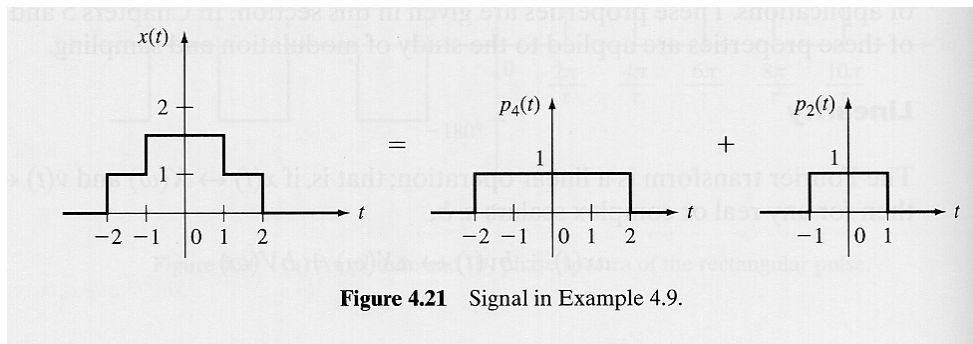 x(t)
2
1
−2 −1 0 1 2
t
=
p4(t)
1
−2 −1 0 1 2
t
+
p2(t)
1
−1 0 1
t
Figure 4.21 Signal in Example 4.9.